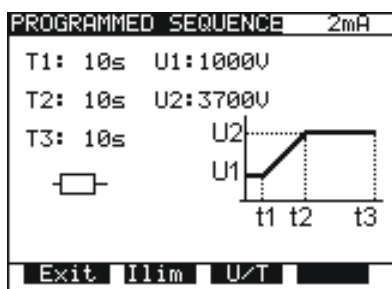 PROGRAMMED SEQUENCE 2mA
T1: 10s U1:1000V
T2: 10s U2:3700V
T3: 10s
U2
U1
t1 t2 t3
Exit Ilim U/T